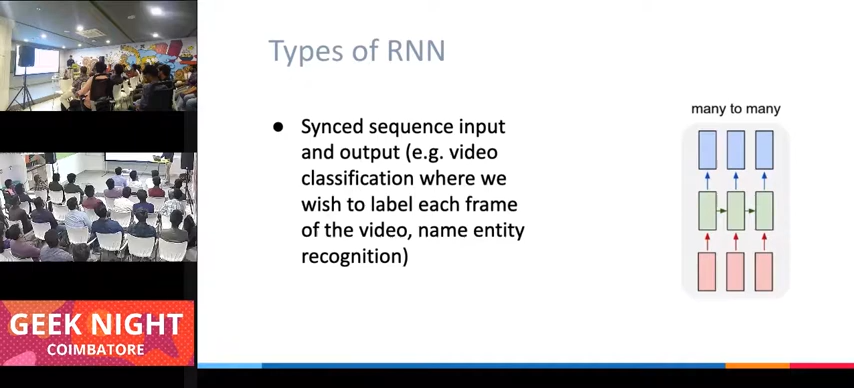 Types of RNN
● Synced sequence input
and output (e.g. video
classification where we
wish to label each frame
of the video, name entity
recognition)
many to many
GEEK NIGHT
COIMBATORE